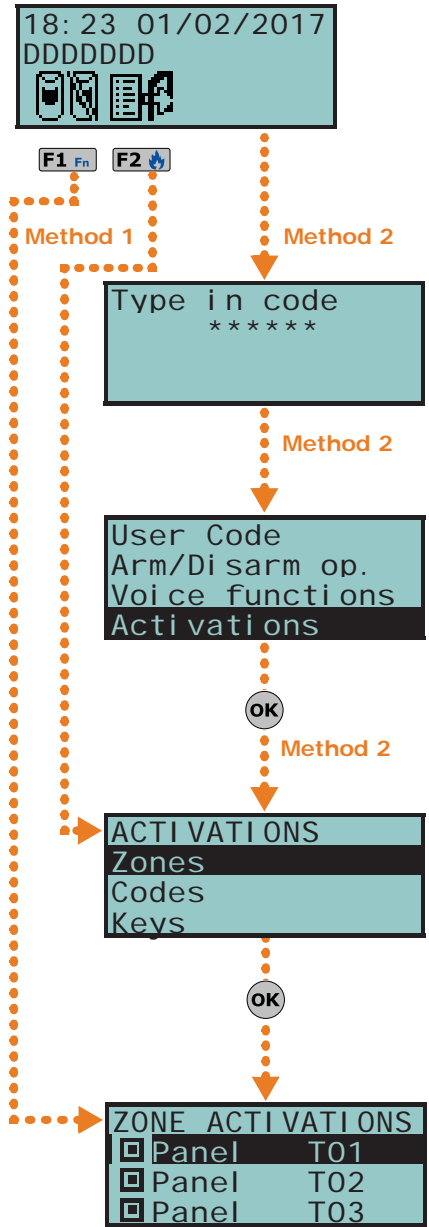 18:23 01/02/2017
DDDDDDD
F1 Fn F2
Method 1
Method 2
Type in code
******
Method 2
User Code
Arm/Disarm op.
Voice functions
Activations
OK
Method 2
ACTIVATIONS
Zones
Codes
Keys
OK
ZONE ACTIVATIONS
Panel T01
Panel T02
Panel T03